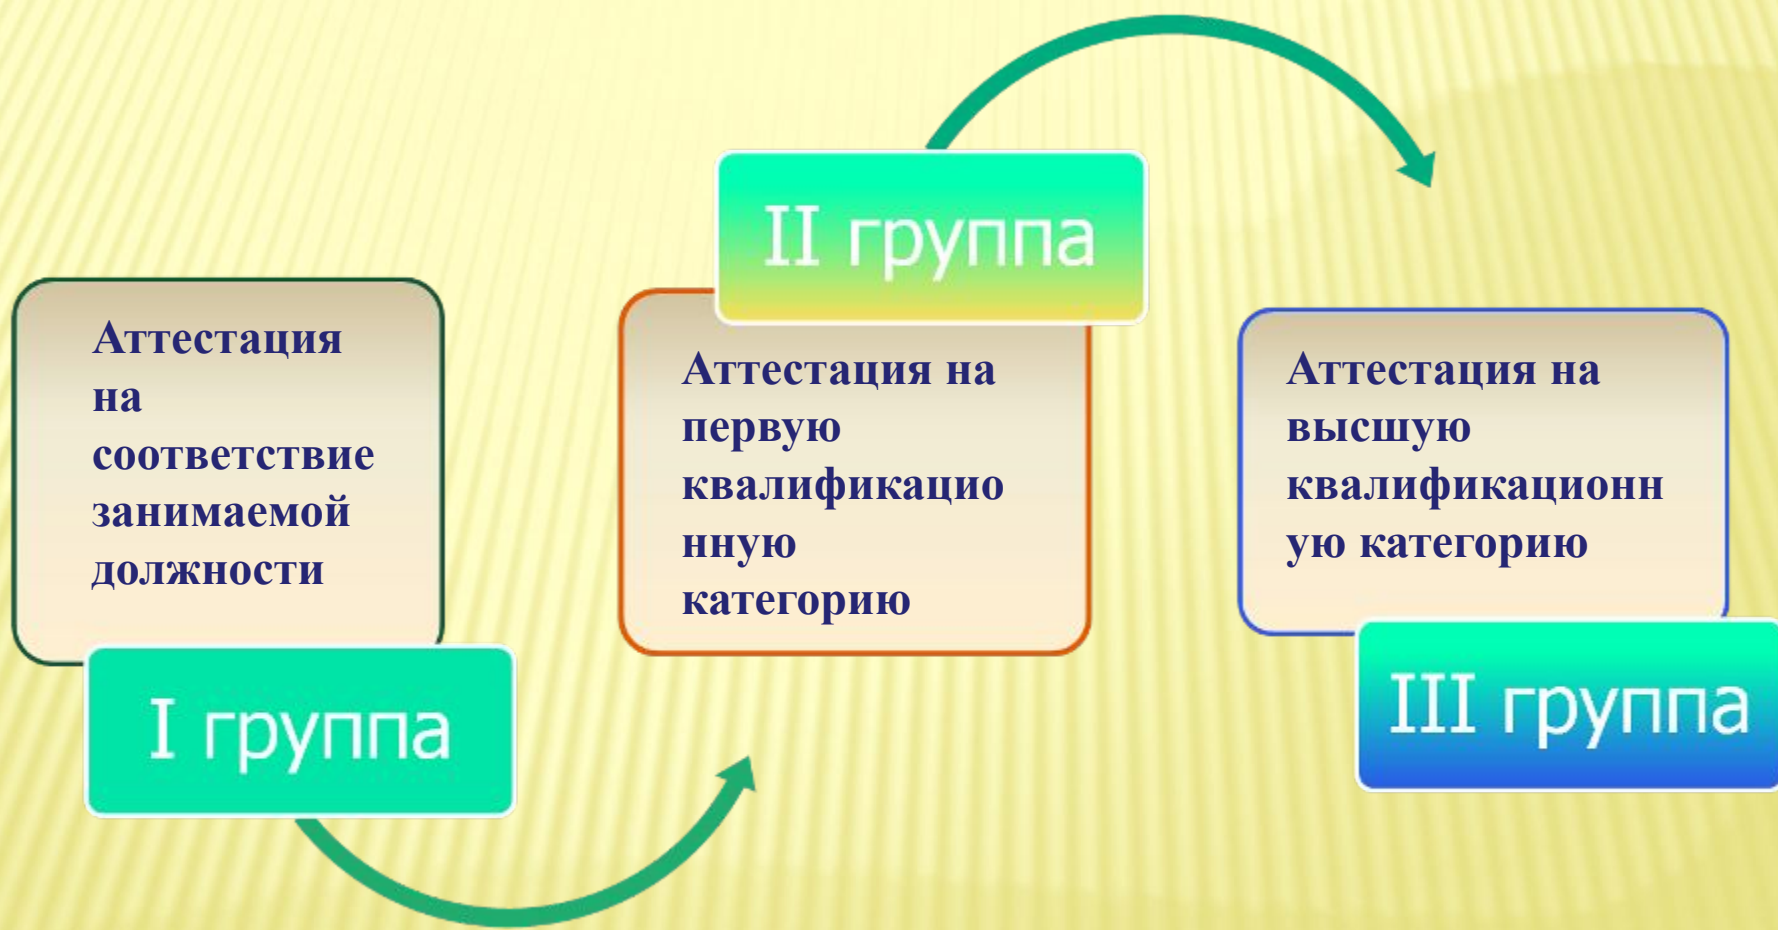 Аттестация
на
соответствие
занимаемой
должности
I группа
II группа
Аттестация на
первую
квалификацио
нную
категорию
Аттестация на
высшую
квалификационн
ую категорию
III группа